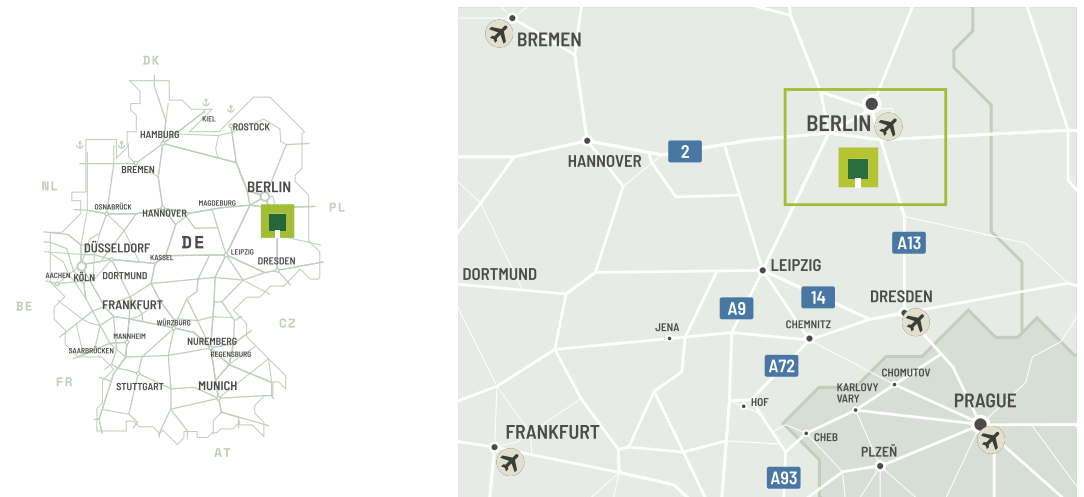 DK
KIEL
ROSTOCK
HAMBURG
BREMEN
NL
BERLIN
OSNABRÜCK
MAGDEBURG
HANNOVER
PL
DÜSSELDORF
DE
KASSEL
LEIPZIG
DRESDEN
AACHEN
KÖLN
DORTMUND
BE
FRANKFURT
WÜRZBURG
CZ
MANNHEIM
NUREMBERG
SAARBRÜCKEN
REGENSBURG
FR
STUTTGART
MUNICH
AT
BREMEN
BERLIN
HANNOVER
2
A13
LEIPZIG
DORTMUND
14
DRESDEN
A9
JENA
CHEMNITZ
A72
CHOMUTOV
KARLOVY
VARY
HOF
PRAGUE
FRANKFURT
CHEB
PLZEŇ
A93